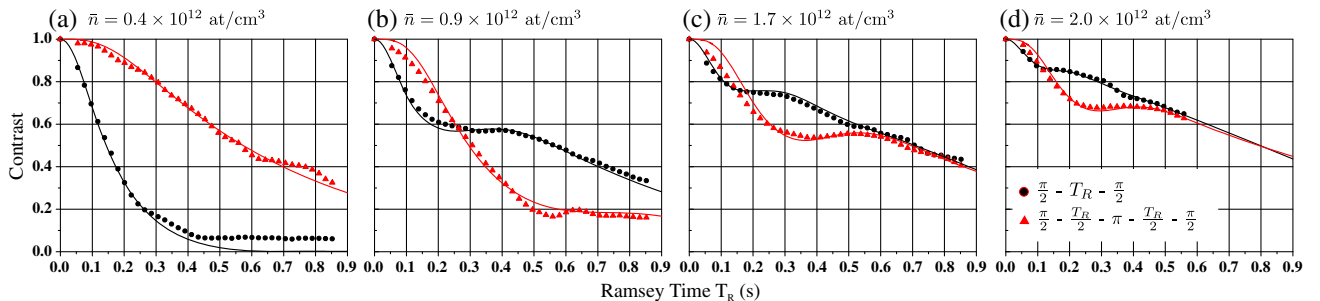 (a) n̄ = 0.4 × 10¹² at/cm³
(b) n̄ = 0.9 × 10¹² at/cm³
(c) n̄ = 1.7 × 10¹² at/cm³
(d) n̄ = 2.0 × 10¹² at/cm³
Contrast
1.0
0.8
0.6
0.4
0.2
0.0
π/2 - T_R - π/2
π/2 - T_R/2 - π - T_R/2 - π/2
0.0 0.1 0.2 0.3 0.4 0.5 0.6 0.7 0.8 0.9
0.0 0.1 0.2 0.3 0.4 0.5 0.6 0.7 0.8 0.9
0.0 0.1 0.2 0.3 0.4 0.5 0.6 0.7 0.8 0.9
0.0 0.1 0.2 0.3 0.4 0.5 0.6 0.7 0.8 0.9
Ramsey Time T_R (s)